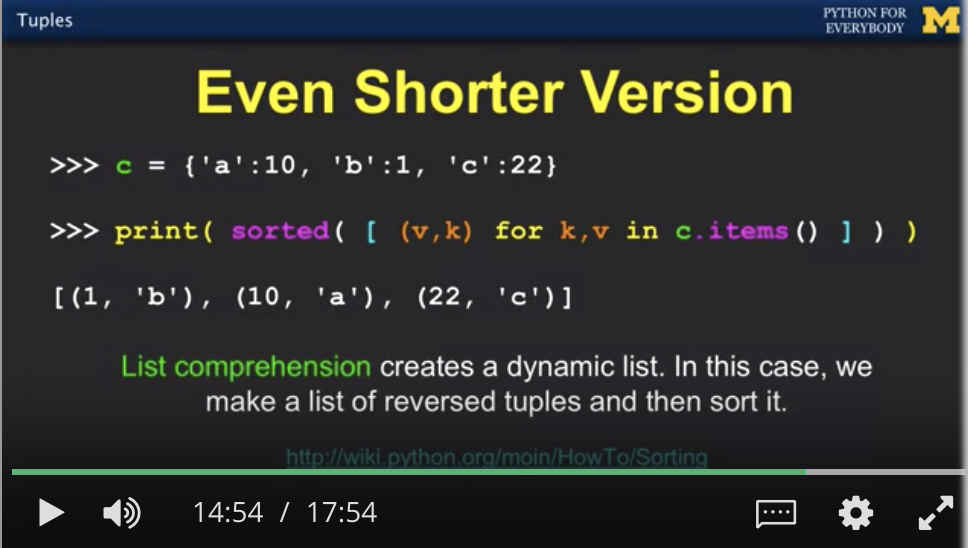 Tuples
PYTHON FOR
EVERYBODY
M
Even Shorter Version
>>> c = {'a':10, 'b':1, 'c':22}
>>> print( sorted( [ (v,k) for k,v in c.items() ] ) )
[(1, 'b'), (10, 'a'), (22, 'c')]
List comprehension creates a dynamic list. In this case, we
make a list of reversed tuples and then sort it.
http://wiki.python.org/moin/HowTo/Sorting
14:54 / 17:54